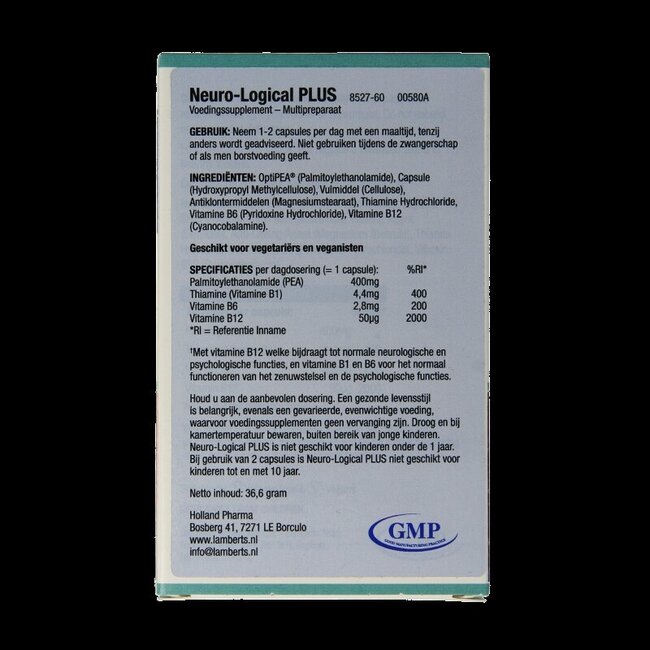 Neuro-Logical PLUS 8527-60 00580A
Voedingssupplement – Multipreparaat
GEBRUIK: Neem 1-2 capsules per dag met een maaltijd, tenzij
anders wordt geadviseerd. Niet gebruiken tijdens de zwangerschap
of als men borstvoeding geeft.
INGREDIËNTEN: OptiPEA® (Palmitoylethanolamide), Capsule
(Hydroxypropyl Methylcellulose), Vulmiddel (Cellulose),
Antiklontermiddelen (Magnesiumstearaat), Thiamine Hydrochloride,
Vitamine B6 (Pyridoxine Hydrochloride), Vitamine B12
(Cyanocobalamine).
Geschikt voor vegetariërs en veganisten
SPECIFICATIES per dagdosering (= 1 capsule): %RI*
Palmitoylethanolamide (PEA) 400mg
Thiamine (Vitamine B1) 4,4mg 400
Vitamine B6 2,8mg 200
Vitamine B12 50µg 2000
*RI = Referentie Inname
†Met vitamine B12 welke bijdraagt tot normale neurologische en
psychologische functies, en vitamine B1 en B6 voor het normaal
functioneren van het zenuwstelsel en de psychologische functies.
Houd u aan de aanbevolen dosering. Een gezonde levensstijl
is belangrijk, evenals een gevarieerde, evenwichtige voeding,
waarvoor voedingssupplementen geen vervanging zijn. Droog en bij
kamertemperatuur bewaren, buiten bereik van jonge kinderen.
Neuro-Logical PLUS is niet geschikt voor kinderen onder de 1 jaar.
Bij gebruik van 2 capsules is Neuro-Logical PLUS niet geschikt voor
kinderen tot en met 10 jaar.
Netto inhoud: 36,6 gram
Holland Pharma
Bosberg 41, 7271 LE Borculo
www.lamberts.nl
info@lamberts.nl
GMP
GOOD MANUFACTURING PRACTICE